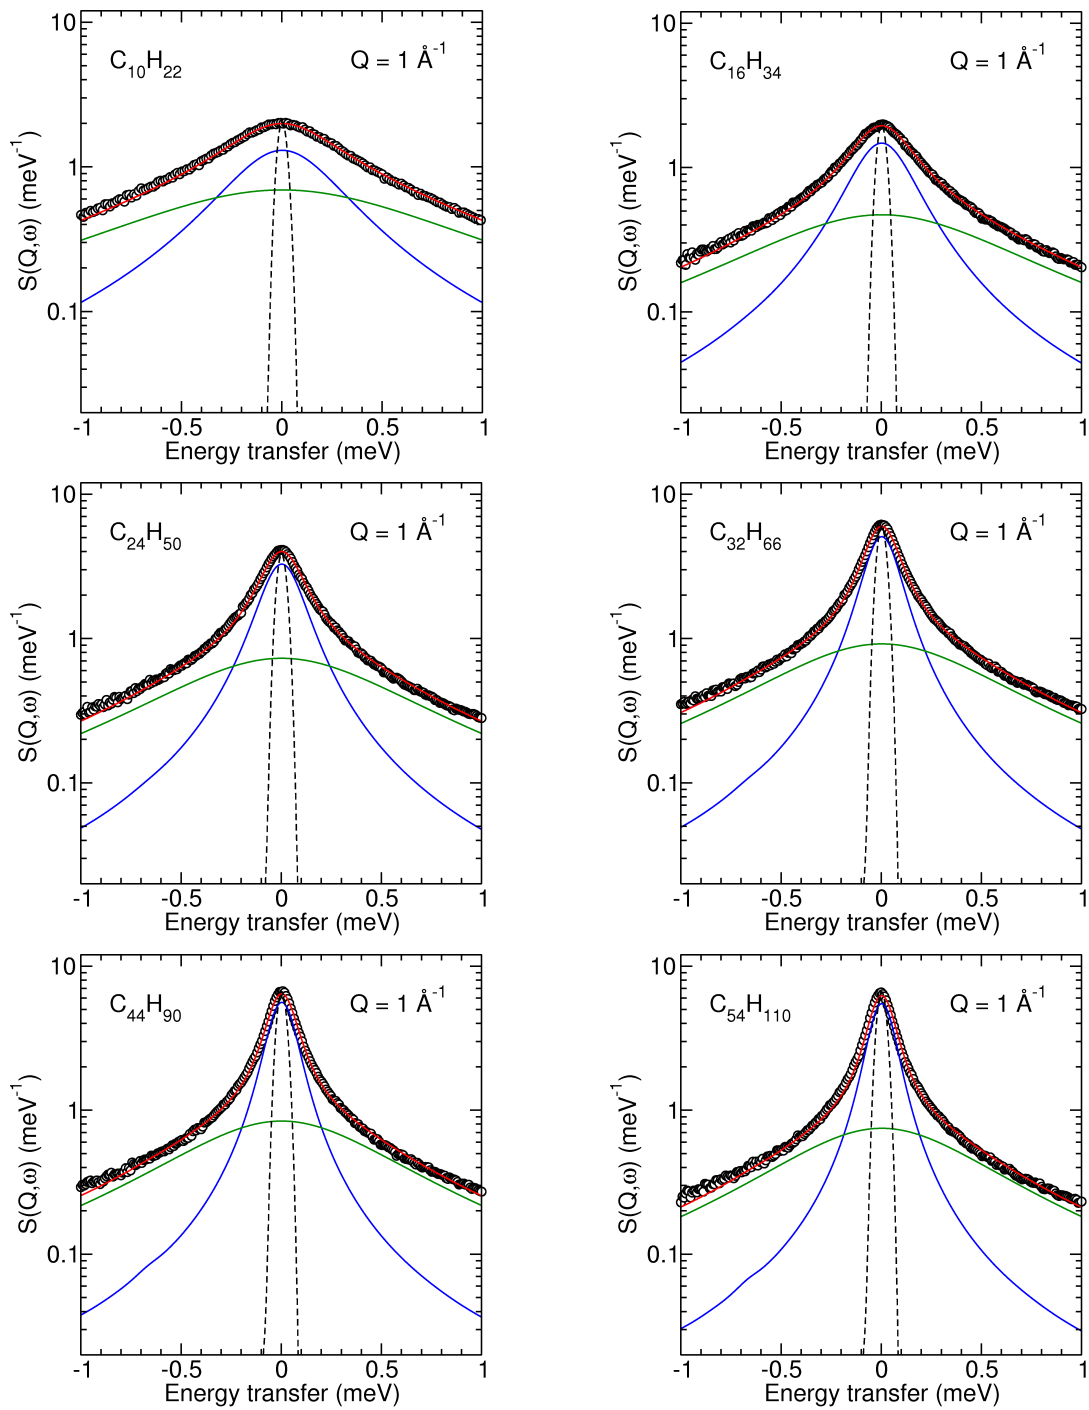 C10H22 Q = 1 Å-1
10
1
0.1
S(Q,ω) (meV-1)
-1 -0.5 0 0.5 1
Energy transfer (meV)
C16H34 Q = 1 Å-1
10
1
0.1
S(Q,ω) (meV-1)
-1 -0.5 0 0.5 1
Energy transfer (meV)
C24H50 Q = 1 Å-1
10
1
0.1
S(Q,ω) (meV-1)
-1 -0.5 0 0.5 1
Energy transfer (meV)
C32H66 Q = 1 Å-1
10
1
0.1
S(Q,ω) (meV-1)
-1 -0.5 0 0.5 1
Energy transfer (meV)
C44H90 Q = 1 Å-1
10
1
0.1
S(Q,ω) (meV-1)
-1 -0.5 0 0.5 1
Energy transfer (meV)
C54H110 Q = 1 Å-1
10
1
0.1
S(Q,ω) (meV-1)
-1 -0.5 0 0.5 1
Energy transfer (meV)